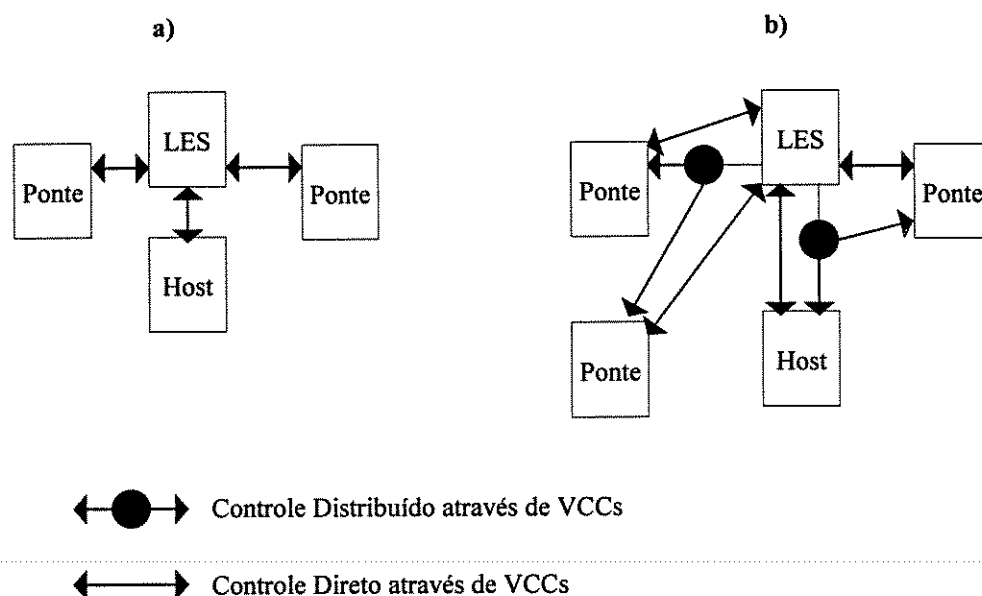 a)
b)
LES
Ponte
Ponte
Host
LES
Ponte
Ponte
Ponte
Host
Controle Distribuído através de VCCs
Controle Direto através de VCCs